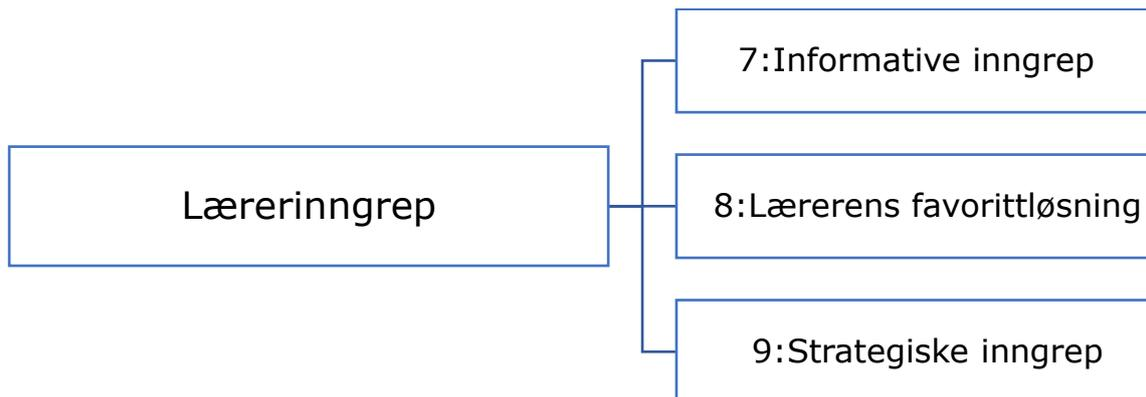 7:Informative inngrep
Lærerinngrep
8:Lærerens favorittløsning
9:Strategiske inngrep